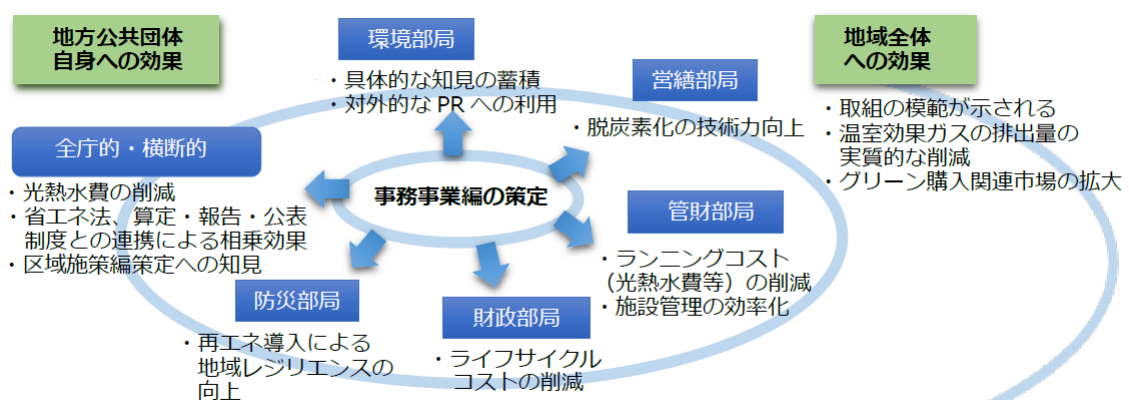 地方公共団体
自身への効果
環境部局
・具体的な知見の蓄積
・対外的な PR への利用
営繕部局
・脱炭素化の技術力向上
地域全体
への効果
・取組の模範が示される
・温室効果ガスの排出量の
実質的な削減
・グリーン購入関連市場の拡大
全庁的・横断的
・光熱水費の削減
・省エネ法、算定・報告・公表
制度との連携による相乗効果
・区域施策編策定への知見
事務事業編の策定
管財部局
・ランニングコスト
（光熱水費等）の削減
・施設管理の効率化
防災部局
・再エネ導入による
地域レジリエンスの
向上
財政部局
・ライフサイクル
コストの削減